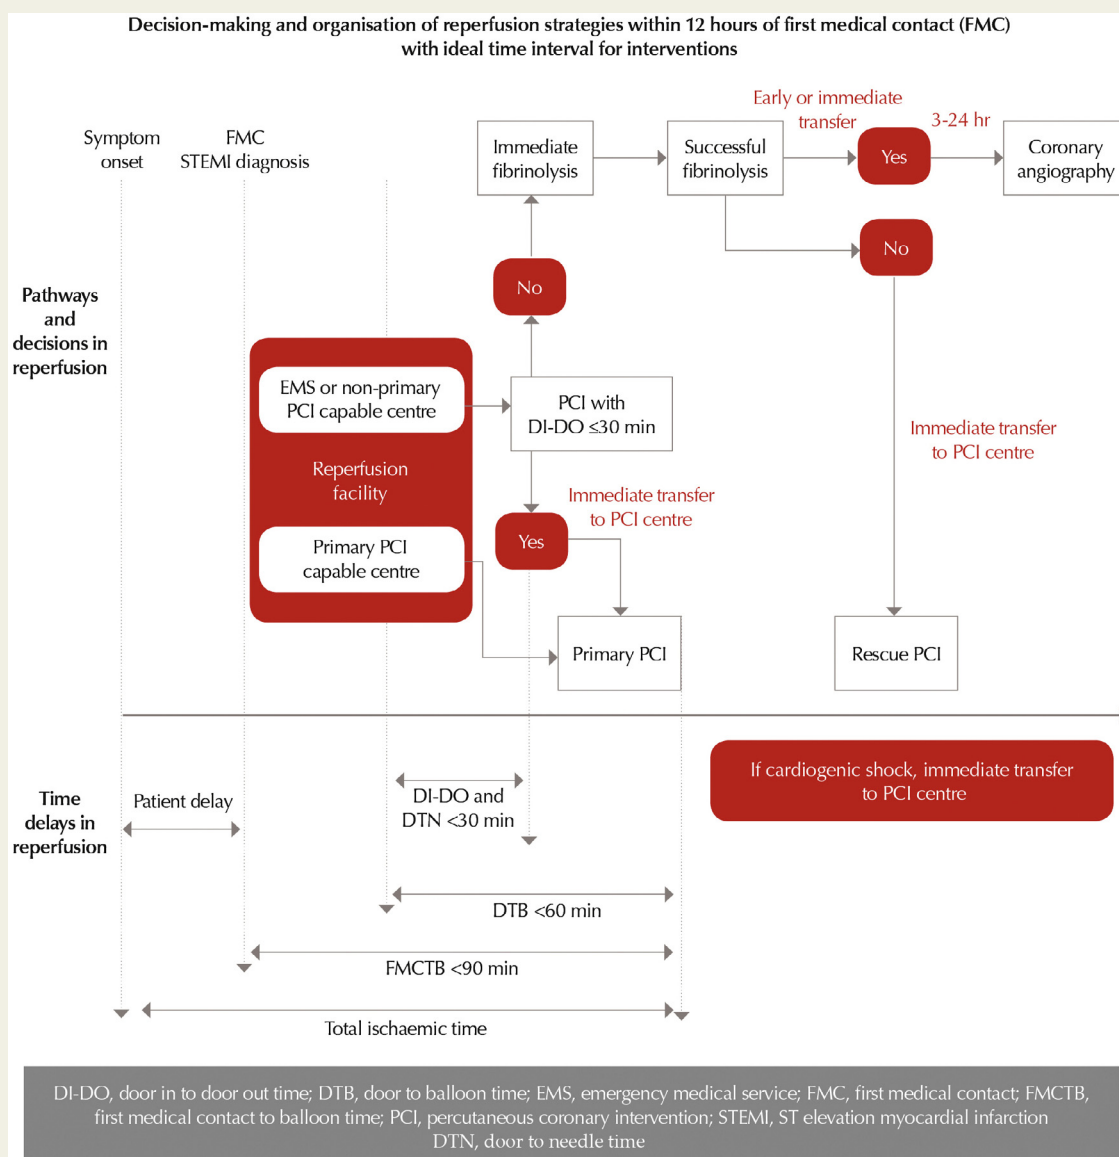 Decision-making and organisation of reperfusion strategies within 12 hours of first medical contact (FMC)
with ideal time interval for interventions
Symptom
onset
FMC
STEMI diagnosis
Immediate
fibrinolysis
Successful
fibrinolysis
Early or immediate
transfer
Yes
3-24 hr
Coronary
angiography
No
No
Pathways
and
decisions in
reperfusion
EMS or non-primary
PCI capable centre
PCI with
DI-DO ≤30 min
Immediate transfer
to PCI centre
Reperfusion
facility
Immediate transfer
to PCI centre
Yes
Primary PCI
capable centre
Primary PCI
Rescue PCI
If cardiogenic shock, immediate transfer
to PCI centre
Time
delays in
reperfusion
Patient delay
DI-DO and
DTN <30 min
DTB <60 min
FMCTB <90 min
Total ischaemic time
DI-DO, door in to door out time; DTB, door to balloon time; EMS, emergency medical service; FMC, first medical contact; FMCTB,
first medical contact to balloon time; PCI, percutaneous coronary intervention; STEMI, ST elevation myocardial infarction
DTN, door to needle time